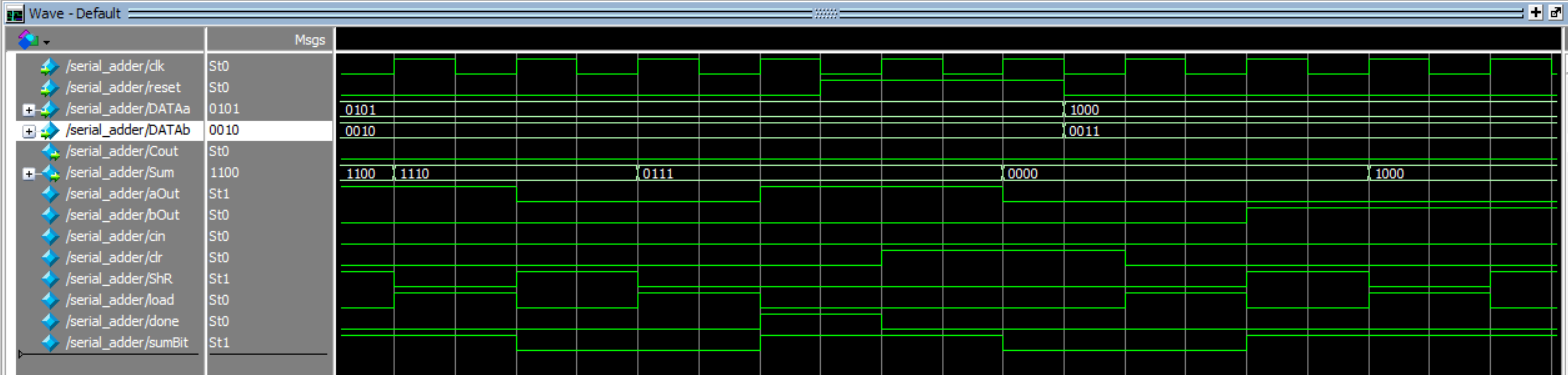 Wave - Default
Msgs
/serial_adder/clk St0
/serial_adder/reset St0
/serial_adder/DATAa 0101 0101 1000
/serial_adder/DATAb 0010 0010 0011
/serial_adder/Cout St0
/serial_adder/Sum 1100 1100 1110 0111 0000 1000
/serial_adder/aOut St1
/serial_adder/bOut St0
/serial_adder/cin St0
/serial_adder/clr St0
/serial_adder/ShR St1
/serial_adder/load St0
/serial_adder/done St0
/serial_adder/sumBit St1